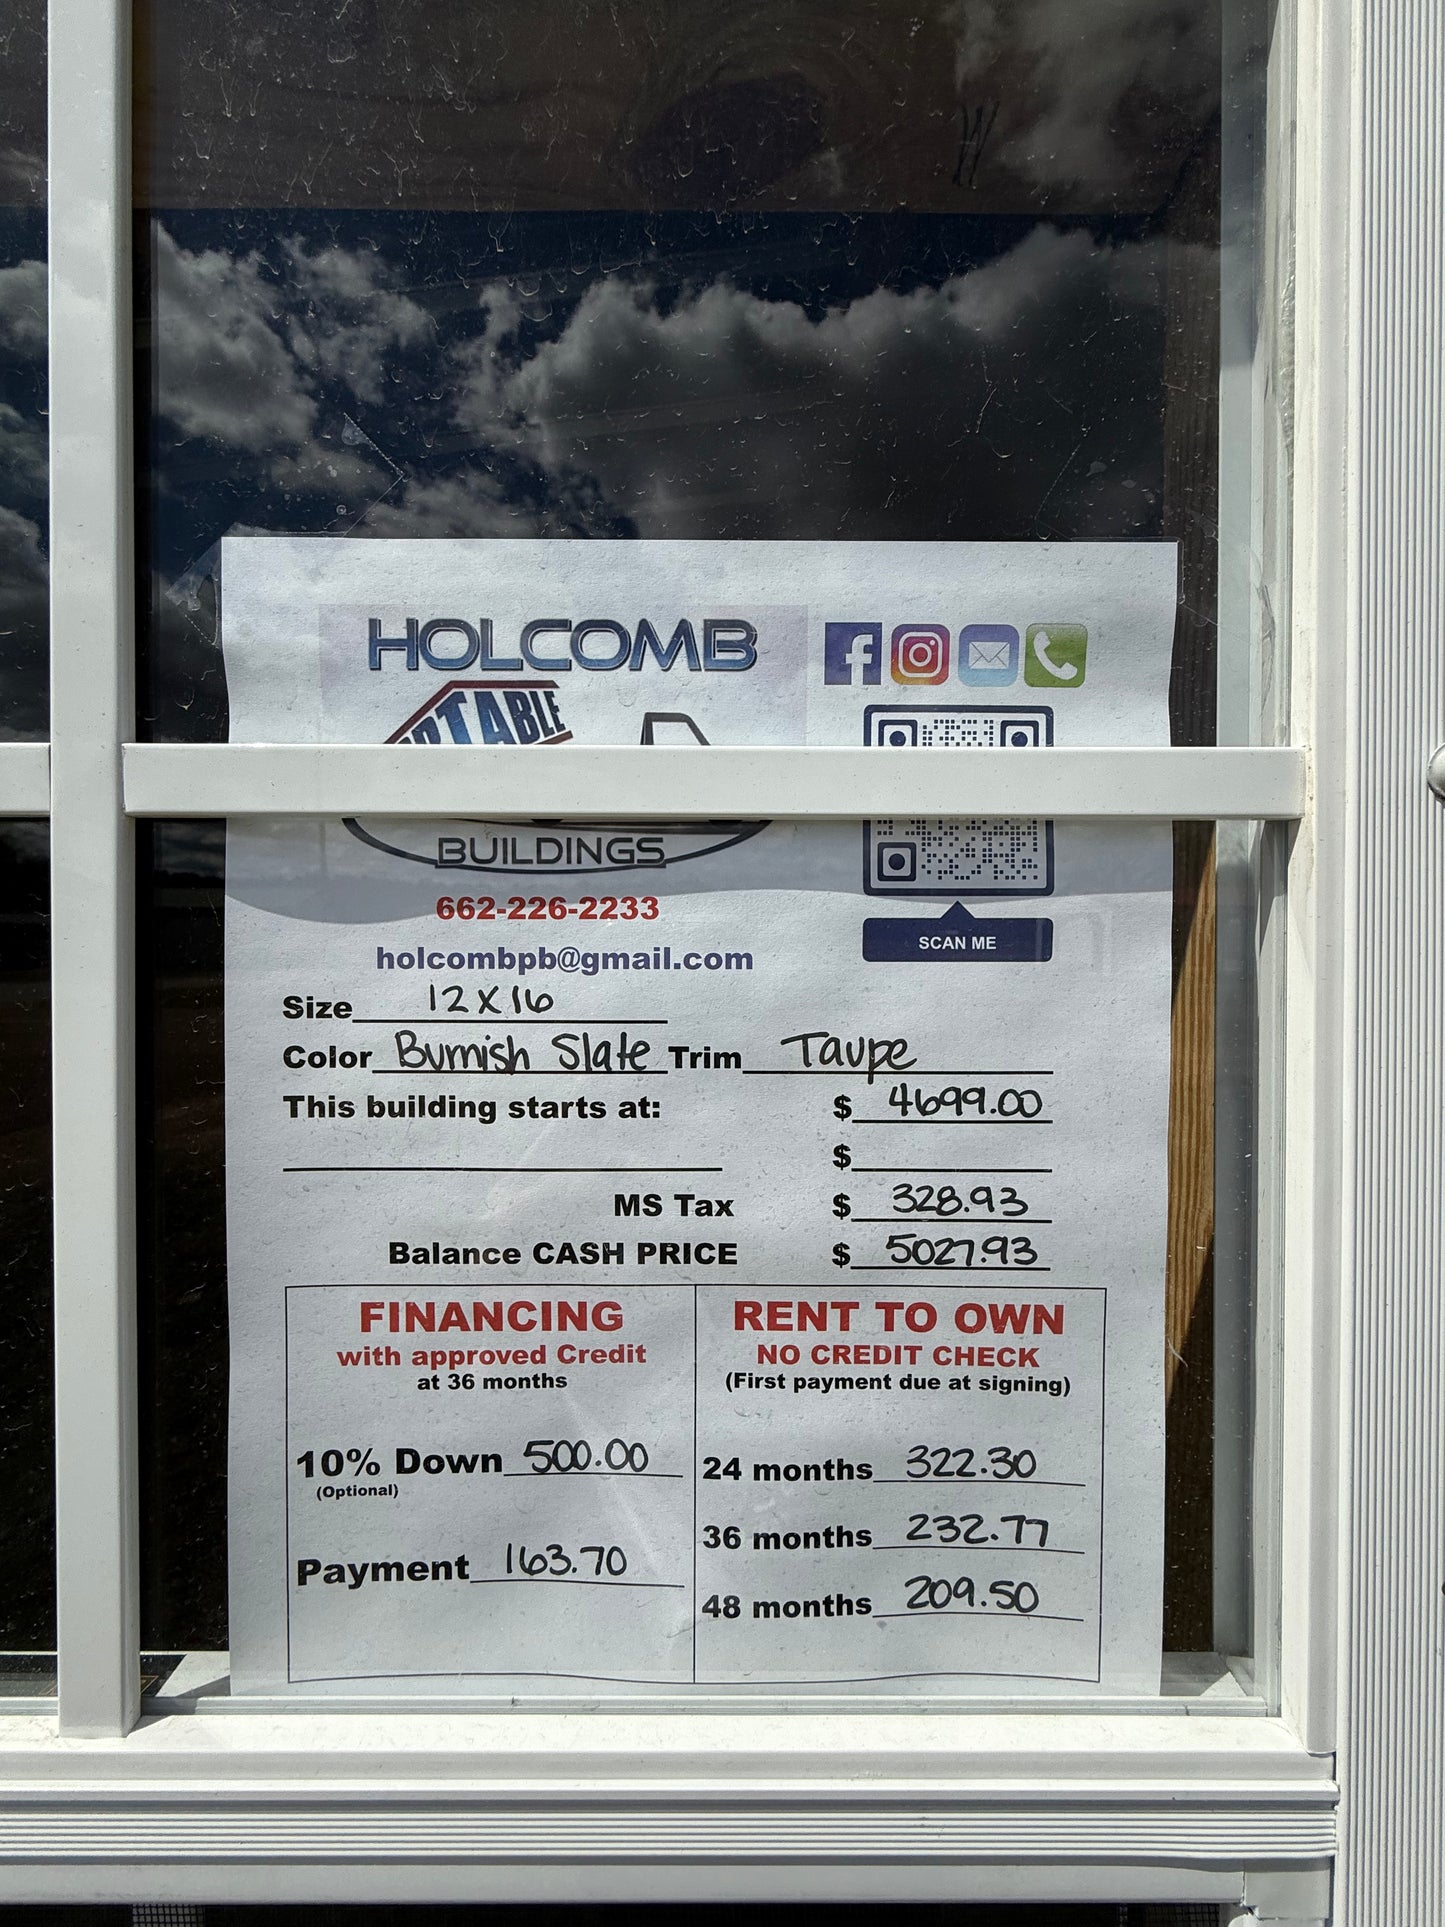 HOLCOMB
BUILDINGS
662-226-2233
holcombpb@gmail.com
SCAN ME
Size 12 X 16
Color Burnish Slate Trim Taupe
This building starts at: $ 4699.00
$
MS Tax $ 328.93
Balance CASH PRICE $ 5027.93
FINANCING
with approved Credit
at 36 months
10% Down 500.00
(Optional)
Payment 163.70
RENT TO OWN
NO CREDIT CHECK
(First payment due at signing)
24 months 322.30
36 months 232.77
48 months 209.50